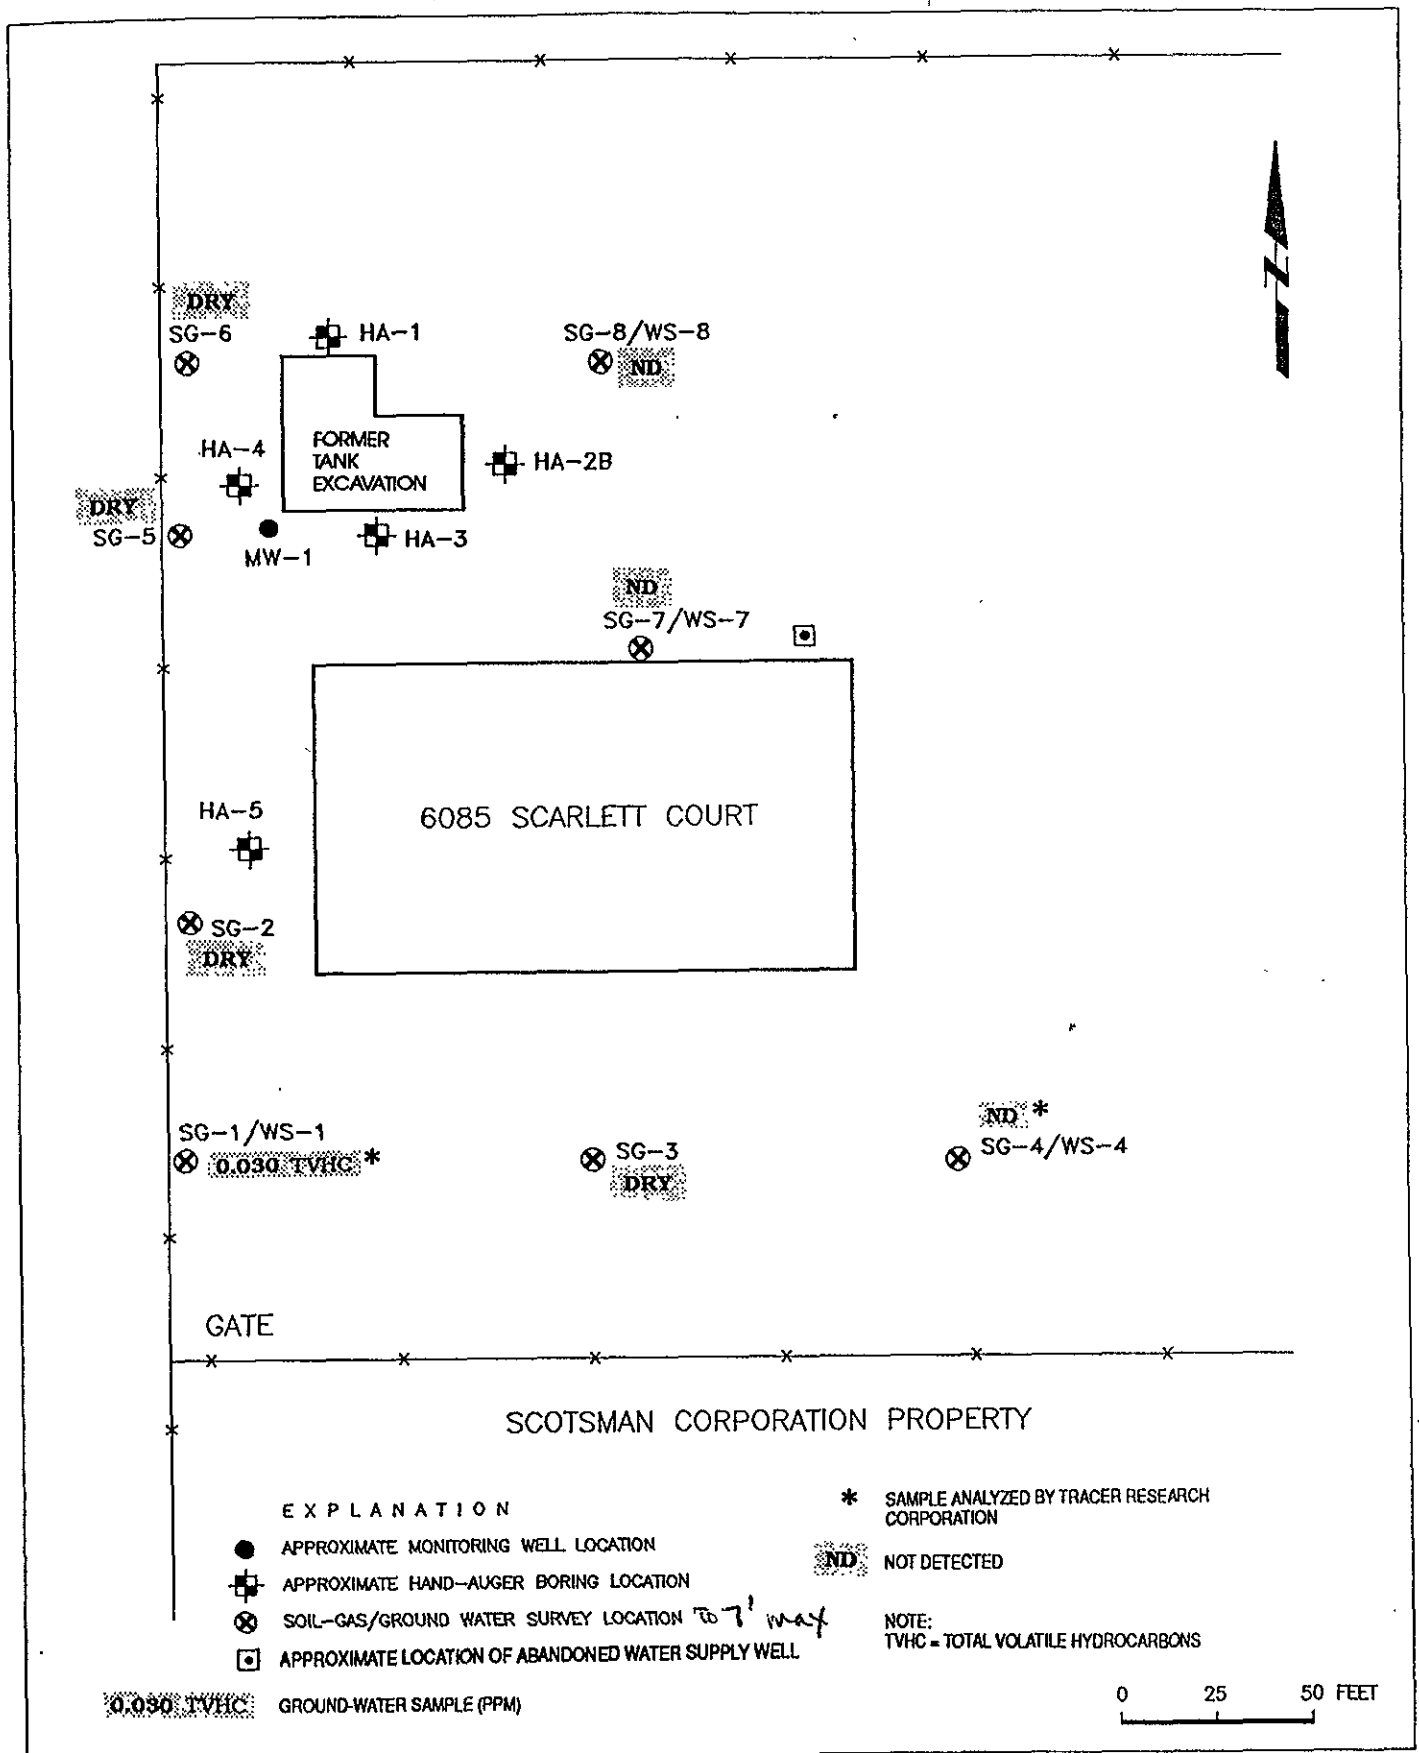 N
DRY
SG-6
HA-1
SG-8/WS-8
ND
HA-4
FORMER
TANK
EXCAVATION
HA-2B
DRY
SG-5
MW-1
HA-3
ND
SG-7/WS-7
6085 SCARLETT COURT
HA-5
SG-2
DRY
SG-1/WS-1
0.030 TVHC *
SG-3
DRY
ND *
SG-4/WS-4
GATE
SCOTSMAN CORPORATION PROPERTY
EXPLANATION
APPROXIMATE MONITORING WELL LOCATION
APPROXIMATE HAND-AUGER BORING LOCATION
SOIL-GAS/GROUND WATER SURVEY LOCATION TO 7' max
APPROXIMATE LOCATION OF ABANDONED WATER SUPPLY WELL
0.030 TVHC GROUND-WATER SAMPLE (PPM)
* SAMPLE ANALYZED BY TRACER RESEARCH
CORPORATION
ND NOT DETECTED
NOTE:
TVHC = TOTAL VOLATILE HYDROCARBONS
0 25 50 FEET